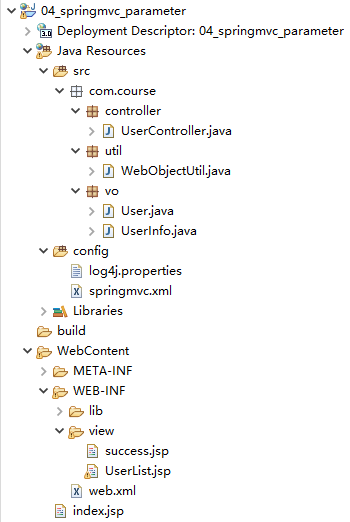 04_springmvc_parameter
Deployment Descriptor: 04_springmvc_parameter
Java Resources
src
com.course
controller
UserController.java
util
WebObjectUtil.java
vo
User.java
UserInfo.java
config
log4j.properties
springmvc.xml
Libraries
build
WebContent
META-INF
WEB-INF
lib
view
success.jsp
UserList.jsp
web.xml
index.jsp